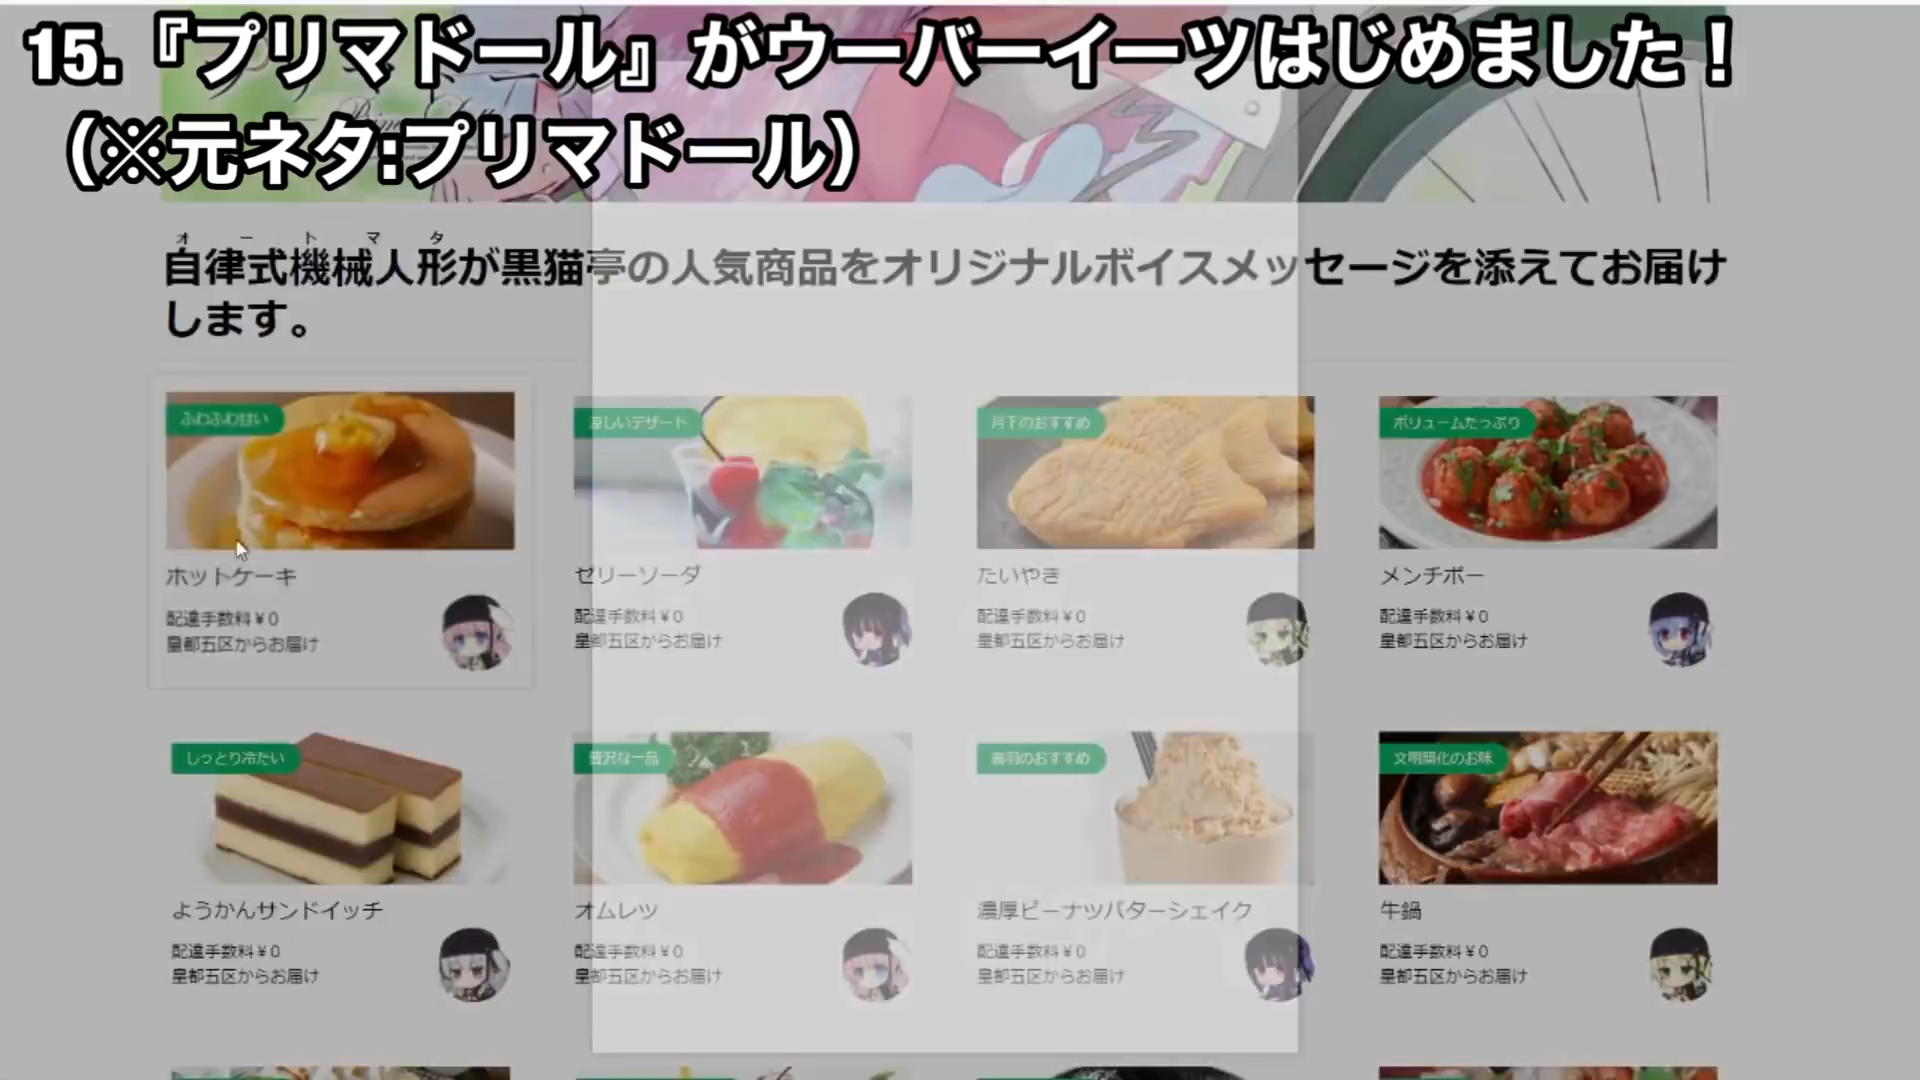 15.『プリマドール』がウーバーイーツはじめました!
(※元ネタ:プリマドール)
オートマタ
自律式機械人形が黒猫亭の人気商品をオリジナルボイスメッセージを添えてお届け
します。
ふわふわ甘い
涼しいデザート
月下のおすすめ
ボリュームたっぷり
ホットケーキ
ゼリーソーダ
たいやき
メンチボー
配達手数料¥0
配達手数料¥0
配達手数料¥0
配達手数料¥0
皇都五区からお届け
皇都五区からお届け
皇都五区からお届け
皇都五区からお届け
しっとり冷たい
贅沢な一品
箒羽のおすすめ
文明開化のお味
ようかんサンドイッチ
オムレツ
濃厚ピーナツバターシェイク
牛鍋
配達手数料¥0
配達手数料¥0
配達手数料¥0
配達手数料¥0
皇都五区からお届け
皇都五区からお届け
皇都五区からお届け
皇都五区からお届け